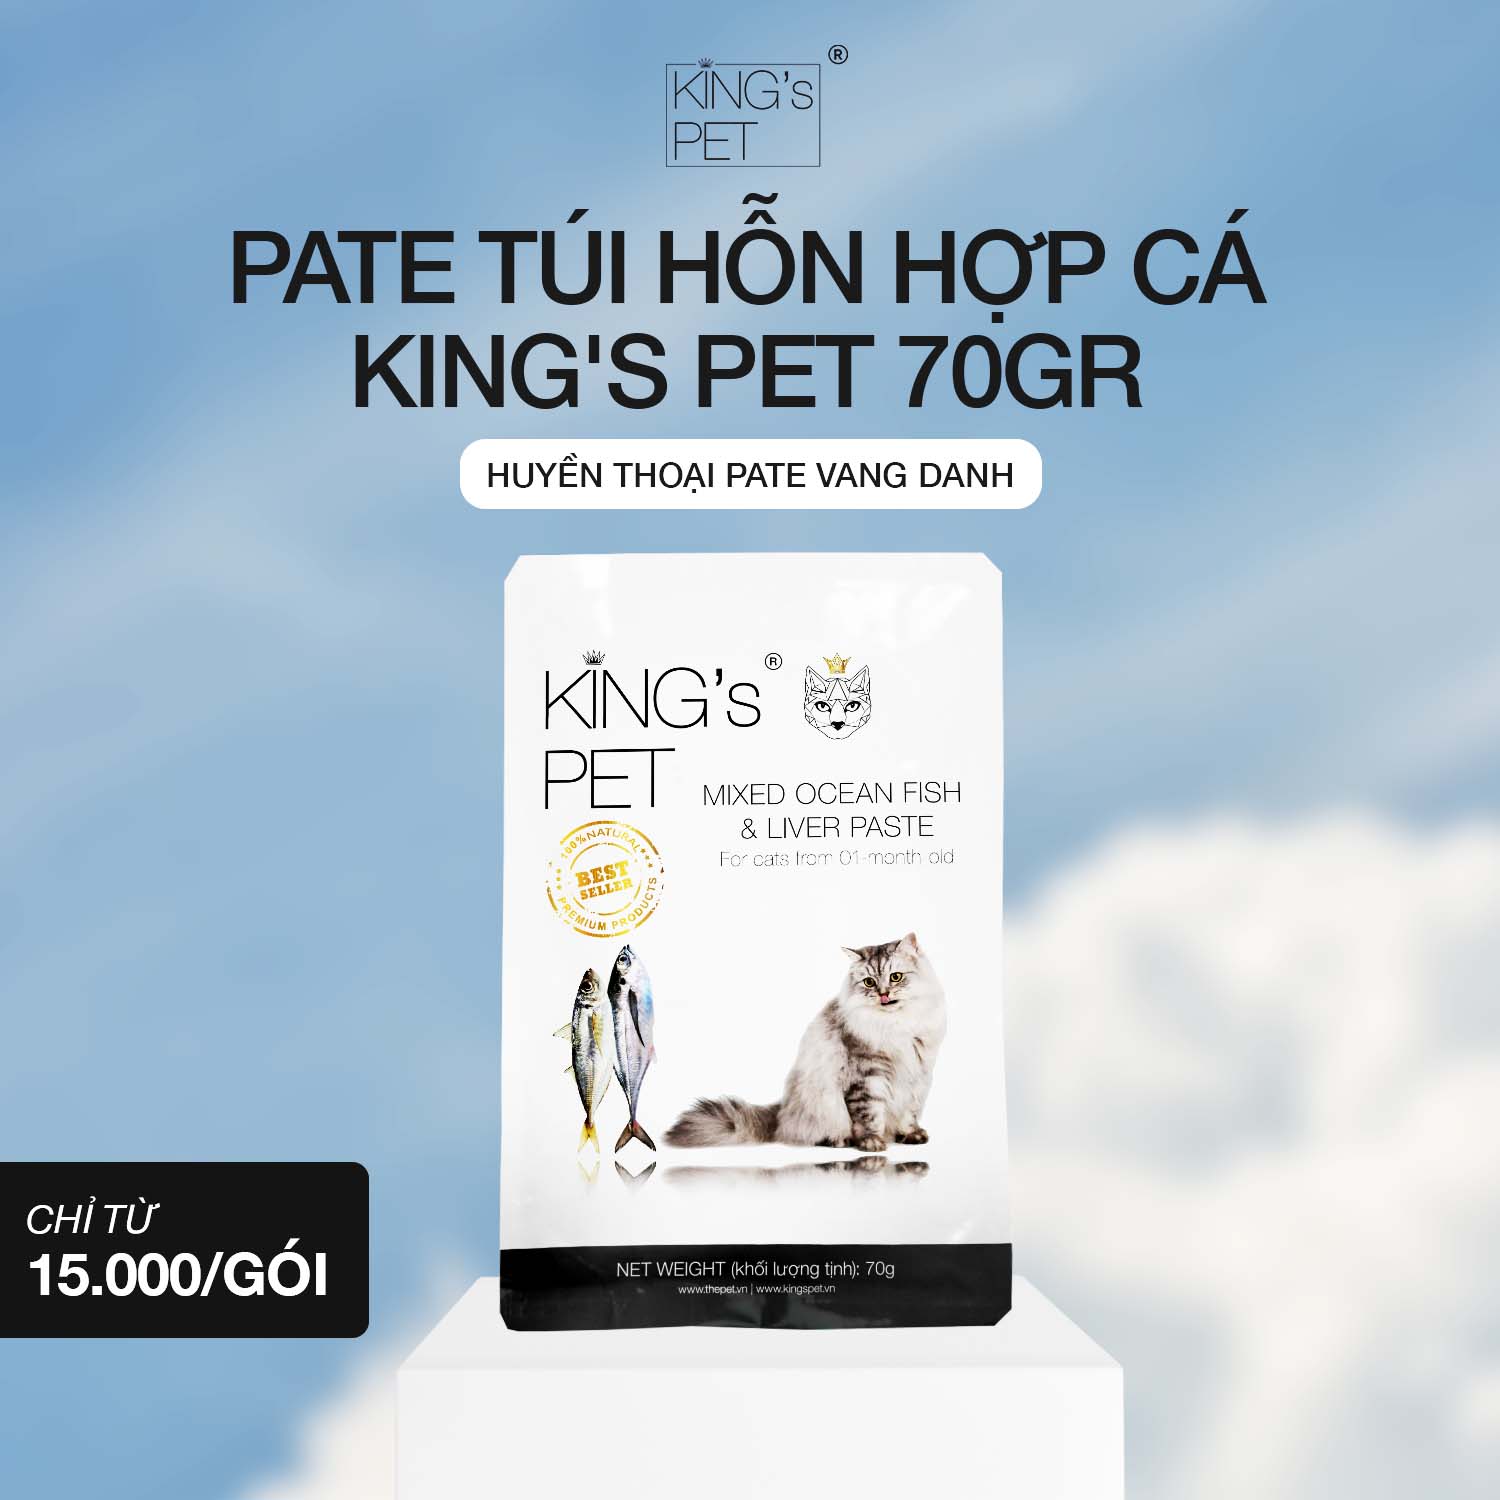 KING's ®
PET
PATE TÚI HỖN HỢP CÁ
KING'S PET 70GR
HUYỀN THOẠI PATE VANG DANH
KING's ®
PET
MIXED OCEAN FISH
& LIVER PASTE
For cats from 01-month old
100% NATURAL
BEST
SELLER
PREMIUM PRODUCTS
CHỈ TỪ
15.000/GÓI
NET WEIGHT (khối lượng tịnh): 70g
www.thepet.vn | www.kingspet.vn